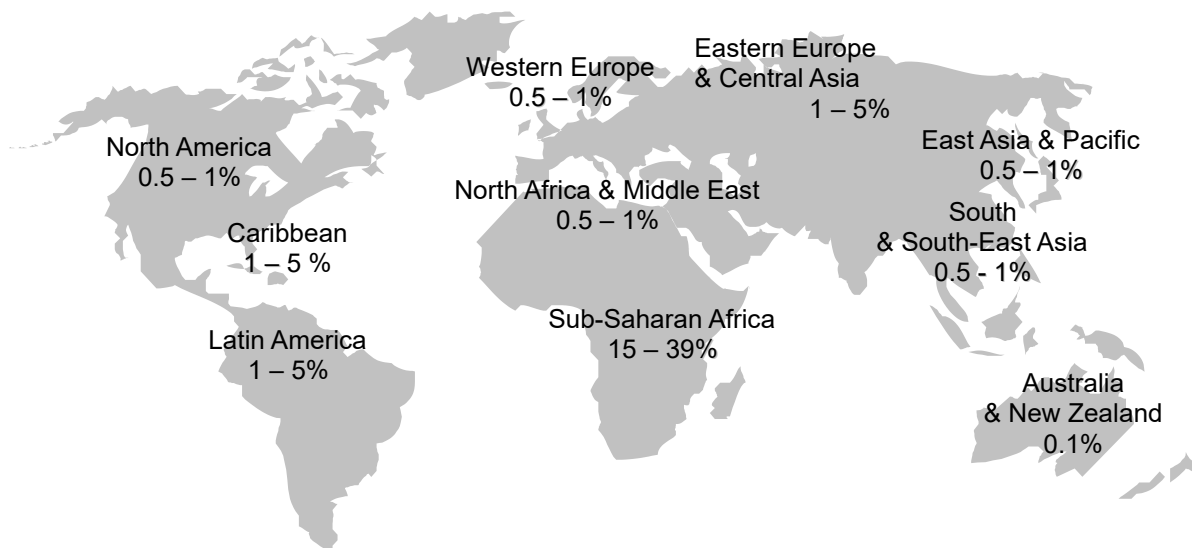 Western Europe
0.5 – 1%
Eastern Europe
& Central Asia
1 – 5%
North America
0.5 – 1%
East Asia & Pacific
0.5 – 1%
North Africa & Middle East
0.5 – 1%
Caribbean
1 – 5 %
South
& South-East Asia
0.5 - 1%
Sub-Saharan Africa
15 – 39%
Latin America
1 – 5%
Australia
& New Zealand
0.1%